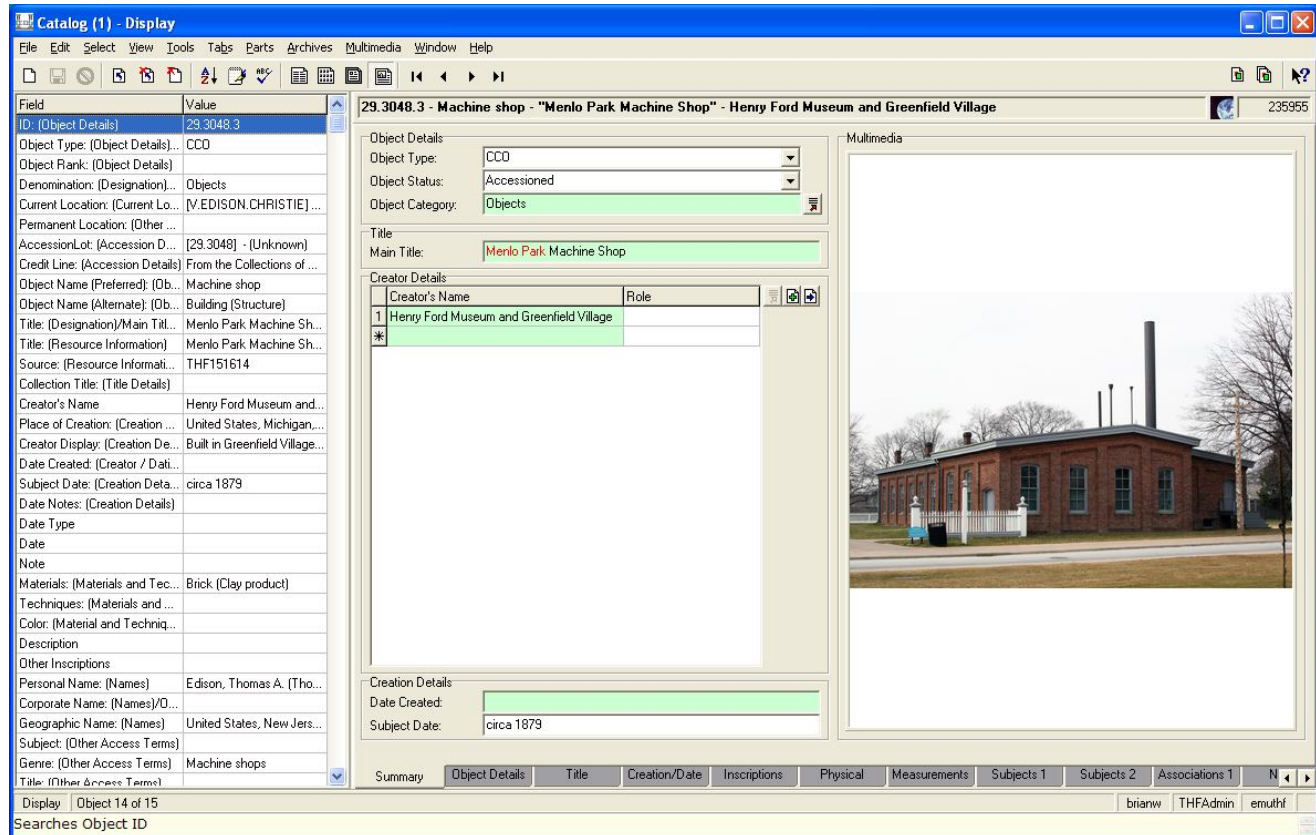 Catalog (1) - Display
File Edit Select View Tools Tabs Parts Archives Multimedia Window Help
Field Value
ID: (Object Details) 29.3048.3
Object Type: (Object Details)... CCO
Object Rank: (Object Details)
Denomination: (Designation)... Objects
Current Location: (Current Lo... [V.EDISON.CHRISTIE] ...
Permanent Location: (Other ...
AccessionLot: (Accession D... [29.3048] - (Unknown)
Credit Line: (Accession Details) From the Collections of ...
Object Name (Preferred): (Ob... Machine shop
Object Name (Alternate): (Ob... Building (Structure)
Title: (Designation)/Main Titl... Menlo Park Machine Sh...
Title: (Resource Information) Menlo Park Machine Sh...
Source: (Resource Informati... THF151614
Collection Title: (Title Details)
Creator's Name Henry Ford Museum and...
Place of Creation: (Creation ... United States, Michigan,...
Creator Display: (Creation De... Built in Greenfield Village...
Date Created: (Creator / Dati...
Subject Date: (Creation Deta... circa 1879
Date Notes: (Creation Details)
Date Type
Date
Note
Materials: (Materials and Tec... Brick (Clay product)
Techniques: (Materials and ...
Color: (Material and Techniq...
Description
Other Inscriptions
Personal Name: (Names) Edison, Thomas A. (Tho...
Corporate Name: (Names)/O...
Geographic Name: (Names) United States, New Jers...
Subject: (Other Access Terms)
Genre: (Other Access Terms) Machine shops
Title: (Other Access Terms)
29.3048.3 - Machine shop - "Menlo Park Machine Shop" - Henry Ford Museum and Greenfield Village 235955
Object Details
Object Type: CCO
Object Status: Accessioned
Object Category: Objects
Title
Main Title: Menlo Park Machine Shop
Creator Details
Creator's Name Role
1 Henry Ford Museum and Greenfield Village
Creation Details
Date Created:
Subject Date: circa 1879
Multimedia
Summary Object Details Title Creation/Date Inscriptions Physical Measurements Subjects 1 Subjects 2 Associations 1 N
Display Object 14 of 15 brianw THFAdmin emuthf
Searches Object ID